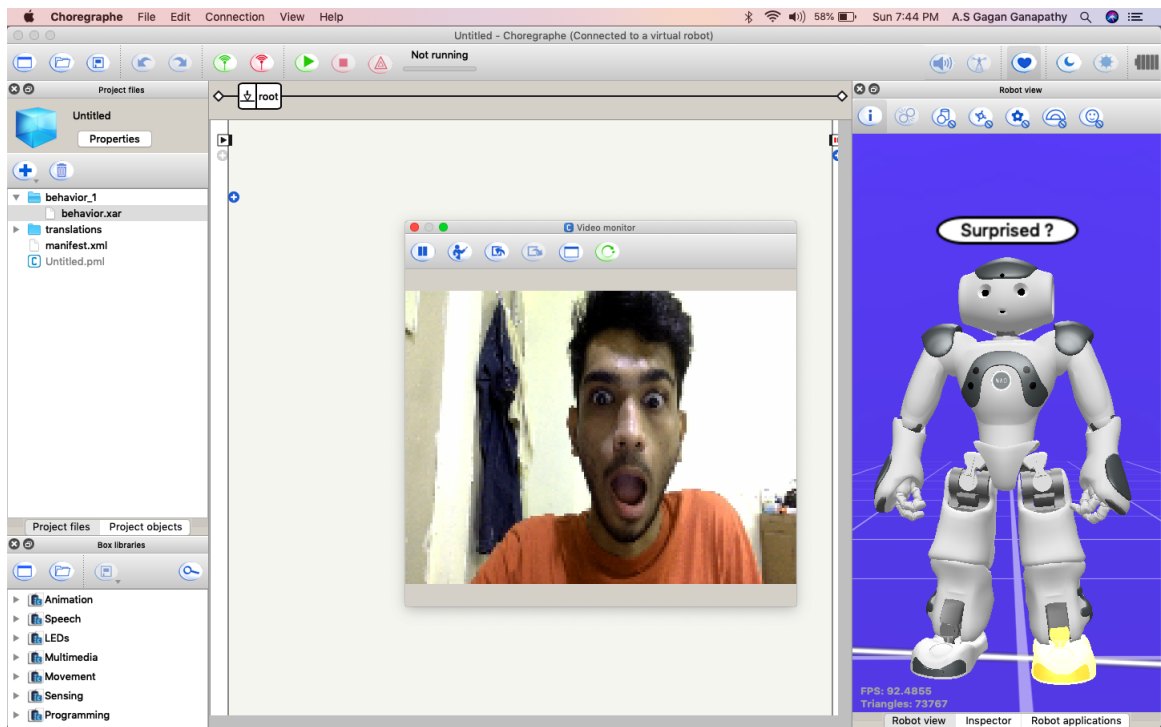 Choregraphe File Edit Connection View Help 58% Sun 7:44 PM A.S Gagan Ganapathy
Untitled - Choregraphe (Connected to a virtual robot)
Not running
Project files
Untitled
Properties
behavior_1
behavior.xar
translations
manifest.xml
Untitled.pml
Project files Project objects
Box libraries
Animation
Speech
LEDs
Multimedia
Movement
Sensing
Programming
root
Video monitor
Robot view
Surprised ?
FPS: 92.4855
Triangles: 73767
Robot view Inspector Robot applications